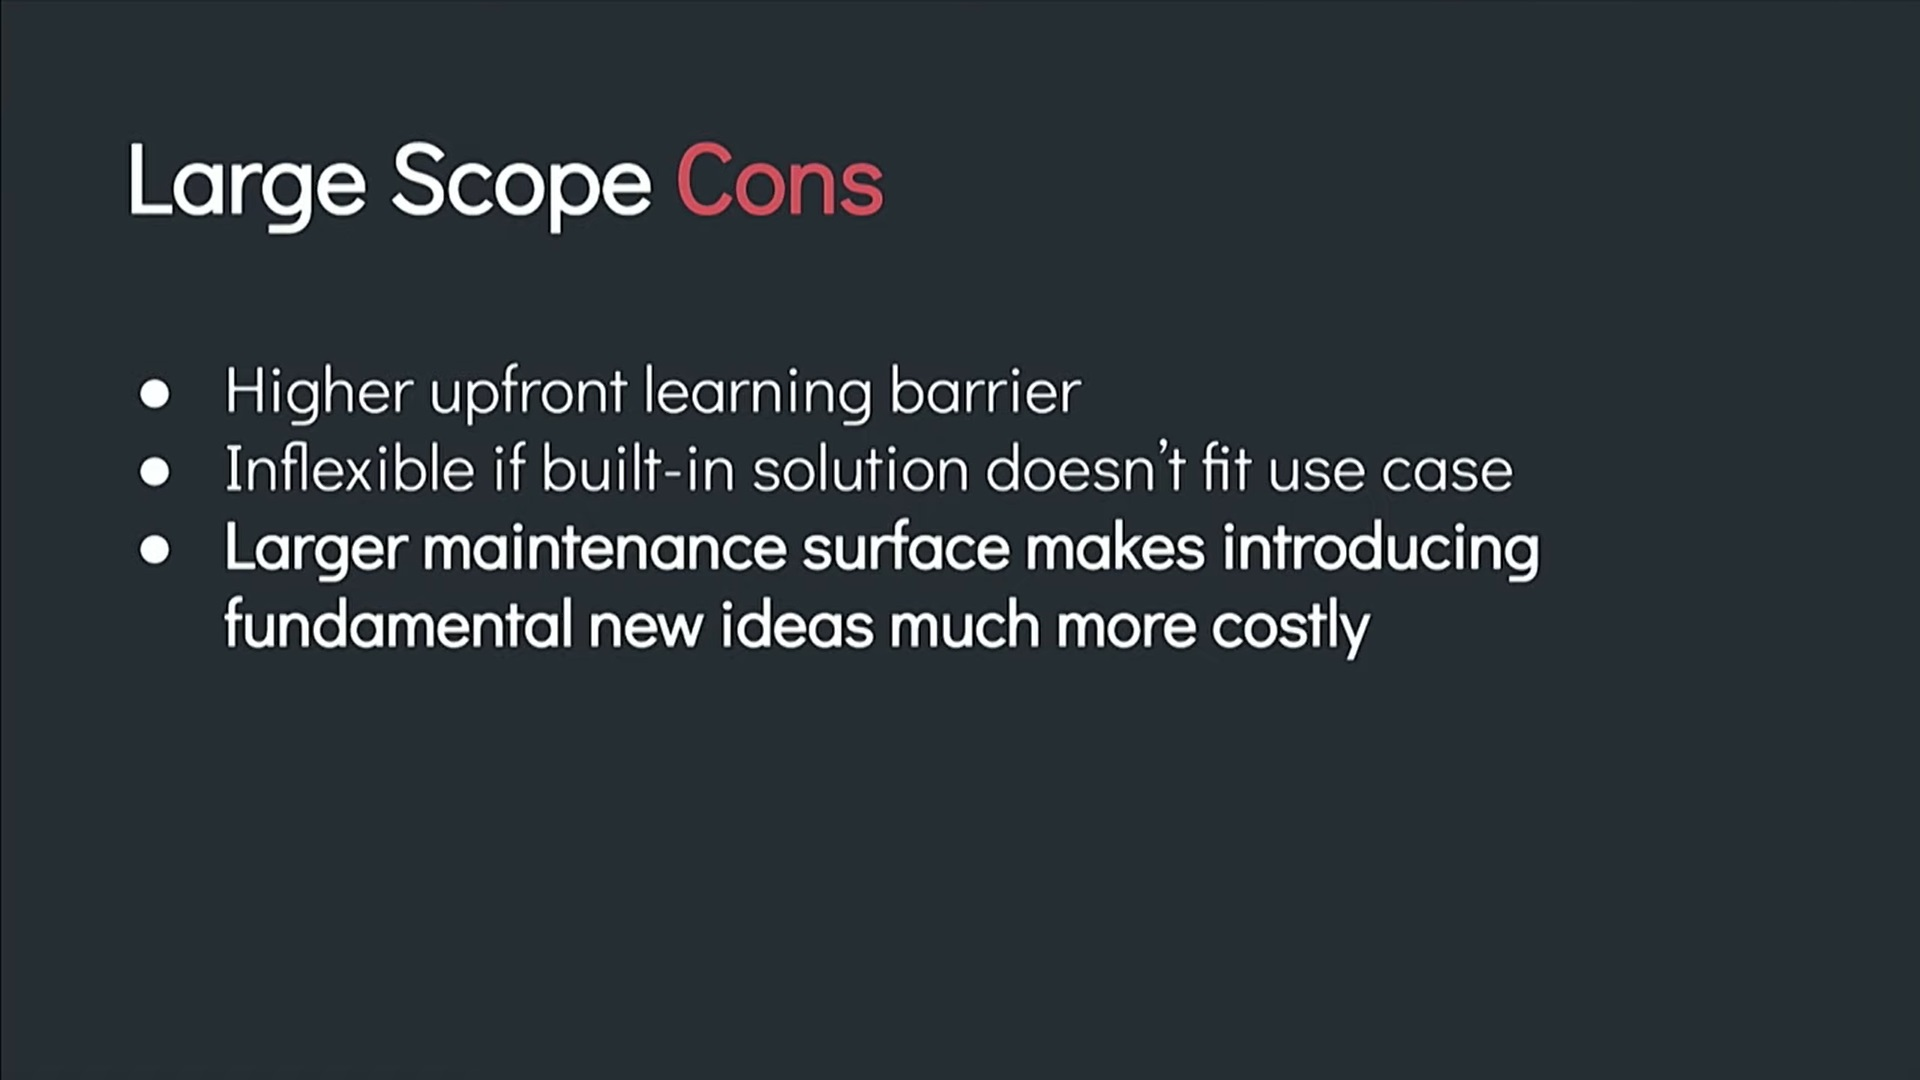 Large Scope Cons
● Higher upfront learning barrier
● Inflexible if built-in solution doesn’t fit use case
● Larger maintenance surface makes introducing
fundamental new ideas much more costly